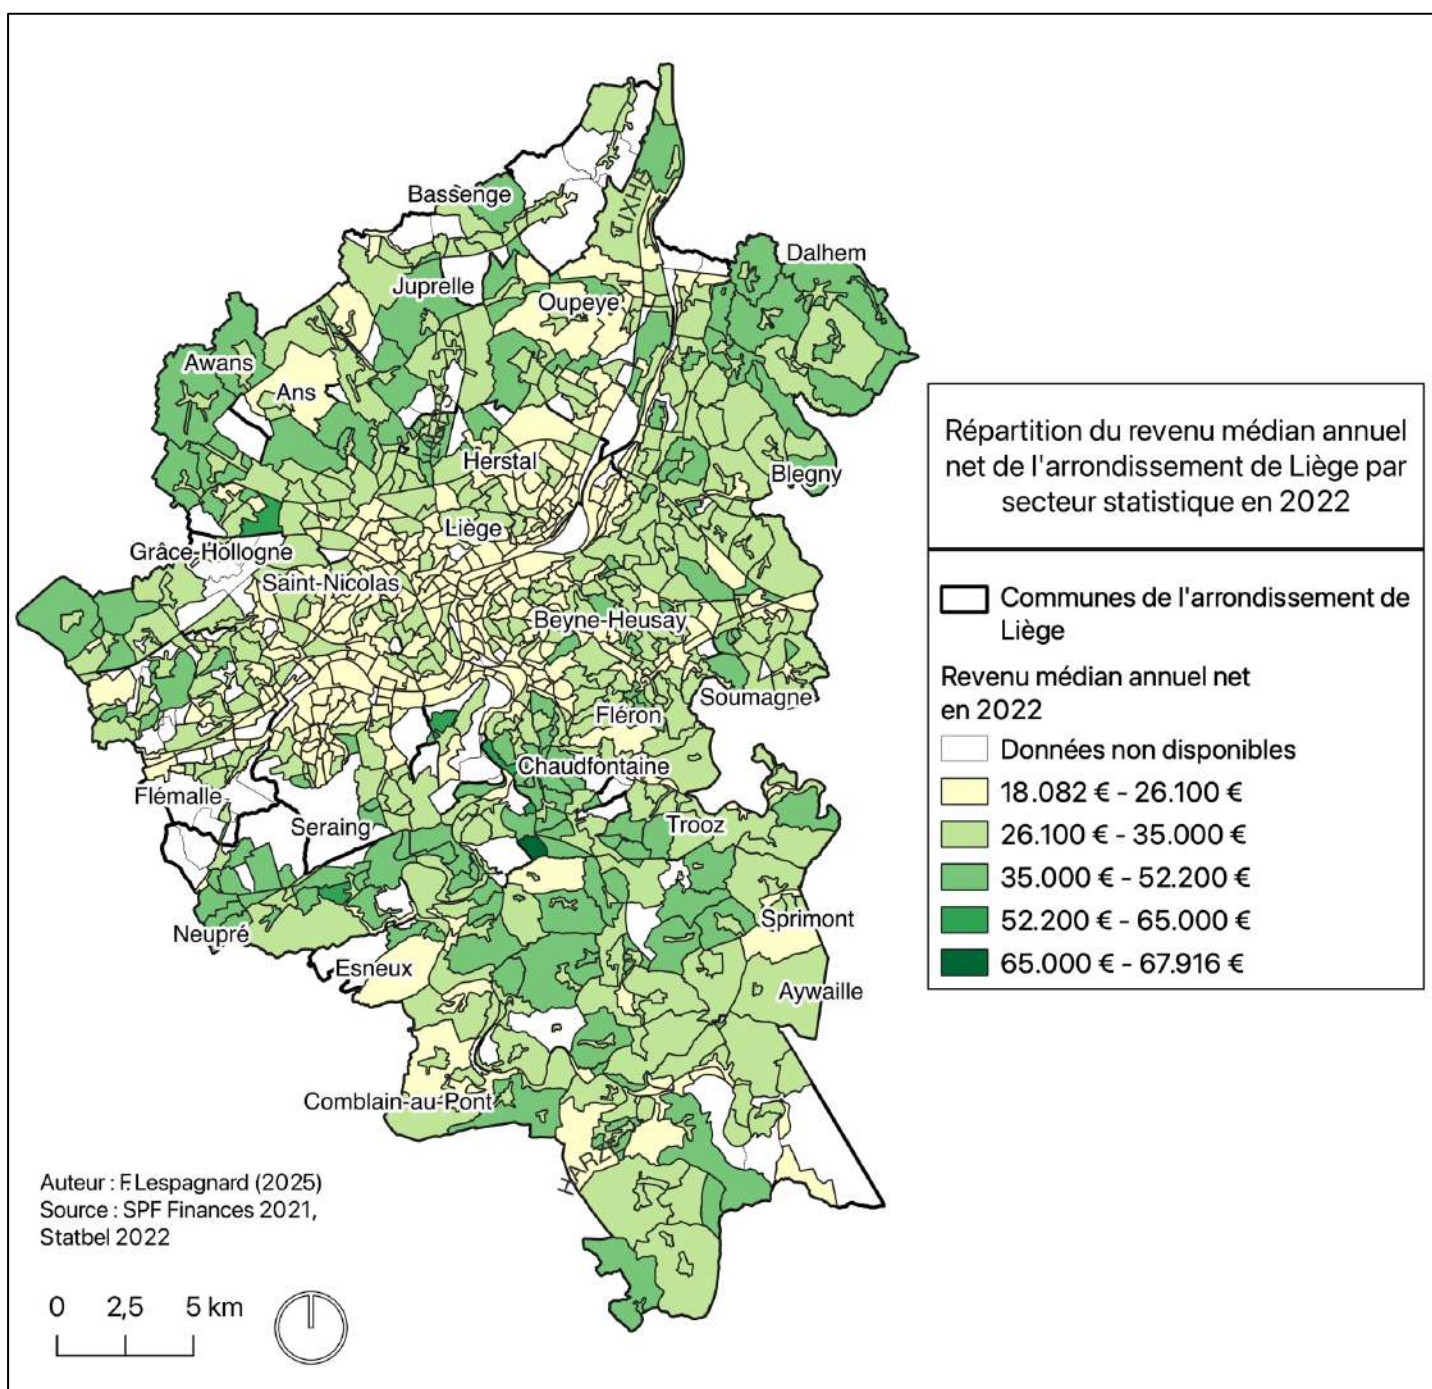 Bassenge
LIXHE
Dalhem
Juprelle
Oupeye
Awans
Ans
Herstal
Blegny
Liège
Grâce-Hollogne
Saint-Nicolas
Beyne-Heusay
Soumagne
Fléron
Chaudfontaine
Flémalle
Seraing
Trooz
Neupré
Sprimont
Esneux
Aywaille
Comblain-au-Pont
HARZÉ
Répartition du revenu médian annuel
net de l'arrondissement de Liège par
secteur statistique en 2022
Communes de l'arrondissement de
Liège
Revenu médian annuel net
en 2022
Données non disponibles
18.082 € - 26.100 €
26.100 € - 35.000 €
35.000 € - 52.200 €
52.200 € - 65.000 €
65.000 € - 67.916 €
Auteur : F. Lespagnard (2025)
Source : SPF Finances 2021,
Statbel 2022
0 2,5 5 km